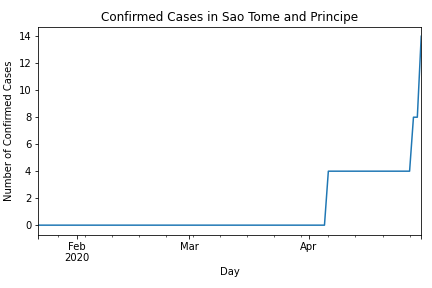 Confirmed Cases in Sao Tome and Principe
14
12
10
8
6
4
2
0
Number of Confirmed Cases
Feb
2020
Mar
Apr
Day